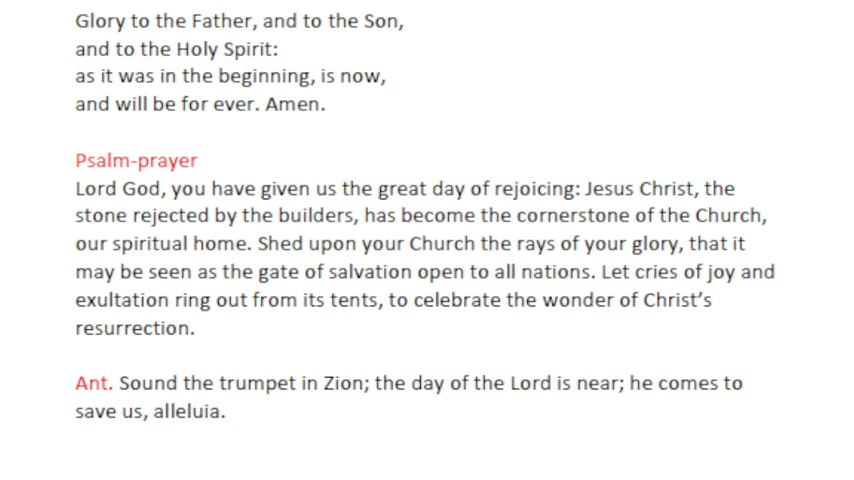 Glory to the Father, and to the Son,
and to the Holy Spirit:
as it was in the beginning, is now,
and will be for ever. Amen.
Psalm-prayer
Lord God, you have given us the great day of rejoicing: Jesus Christ, the
stone rejected by the builders, has become the cornerstone of the Church,
our spiritual home. Shed upon your Church the rays of your glory, that it
may be seen as the gate of salvation open to all nations. Let cries of joy and
exultation ring out from its tents, to celebrate the wonder of Christ’s
resurrection.
Ant. Sound the trumpet in Zion; the day of the Lord is near; he comes to
save us, alleluia.